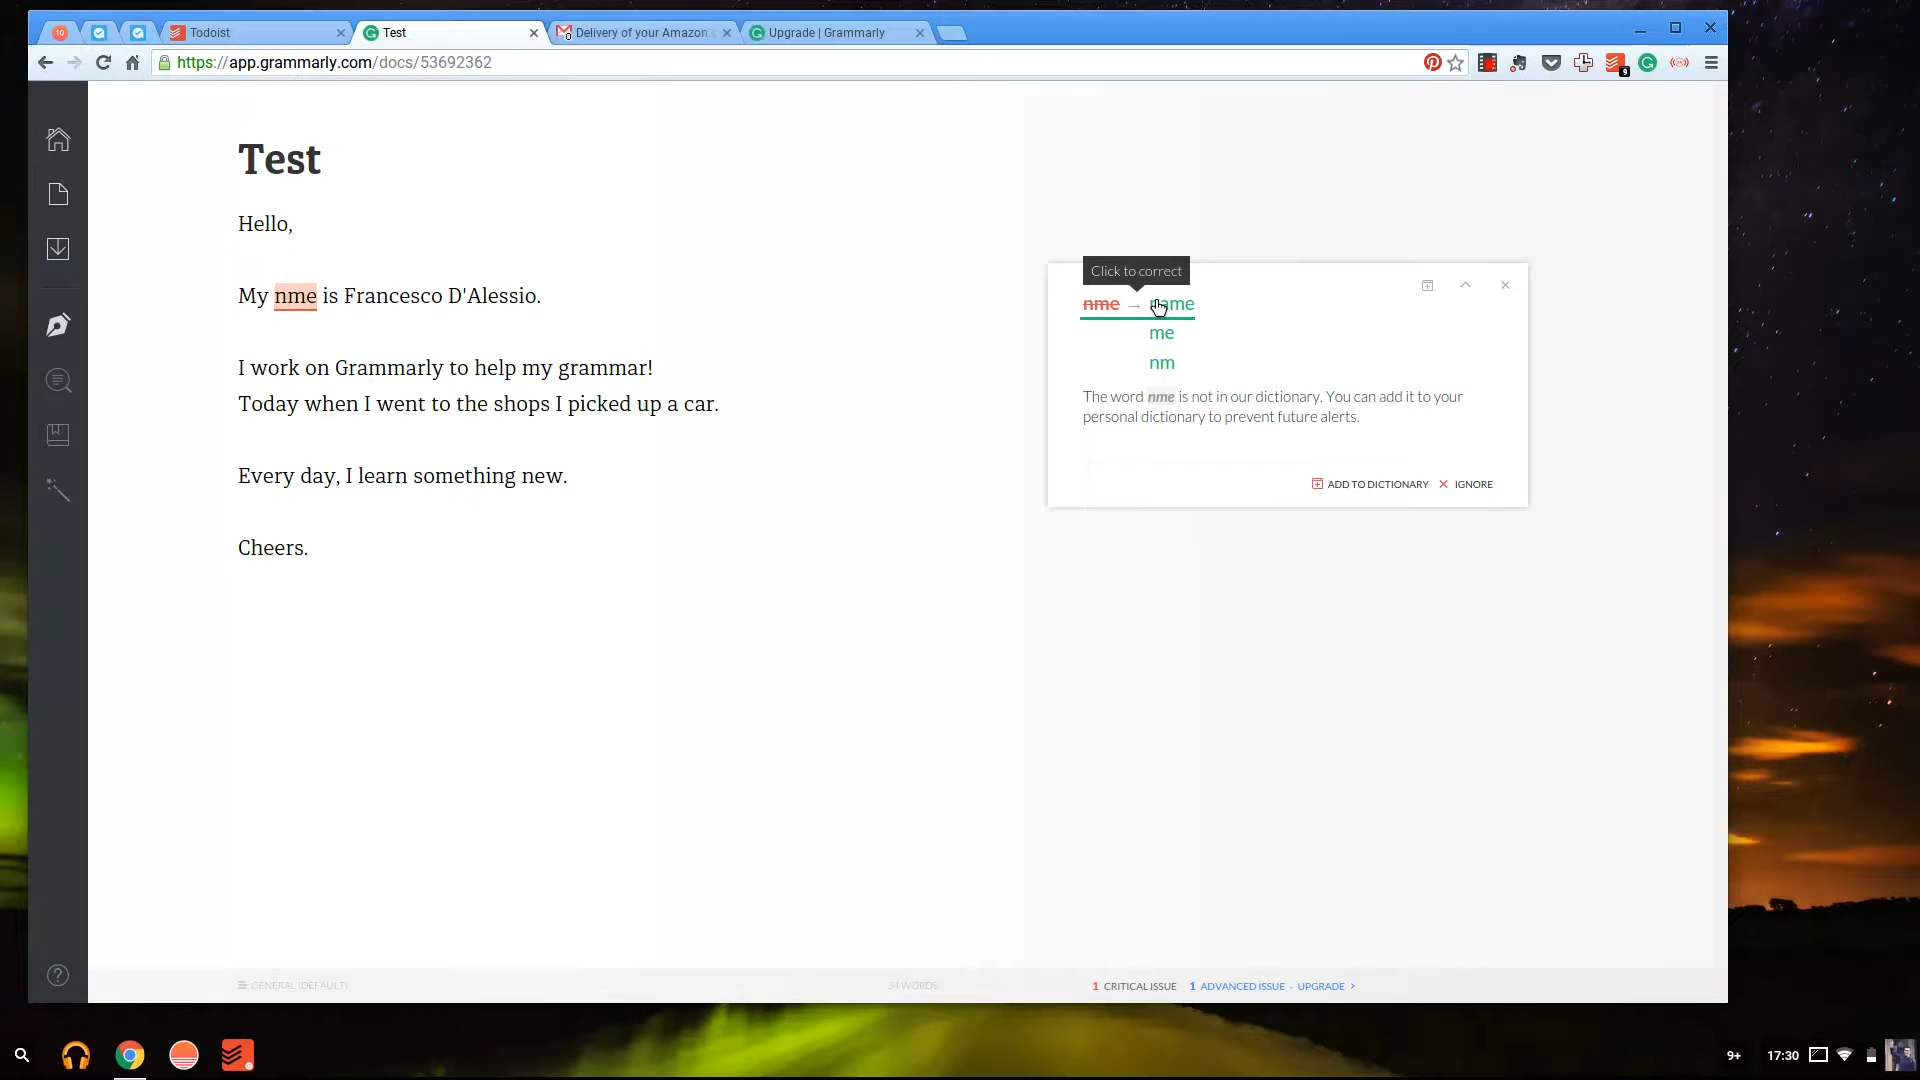 10
Todoist
Test
Delivery of your Amazon
Upgrade | Grammarly
https://app.grammarly.com/docs/53692362
9
Test
Hello,
My nme is Francesco D'Alessio.
I work on Grammarly to help my grammar!
Today when I went to the shops I picked up a car.
Every day, I learn something new.
Cheers.
Click to correct
nme →
me
nm
The word nme is not in our dictionary. You can add it to your
personal dictionary to prevent future alerts.
ADD TO DICTIONARY
IGNORE
GENERAL (DEFAULT)
34 WORDS
1 CRITICAL ISSUE
1 ADVANCED ISSUE - UPGRADE >
9+
17:30